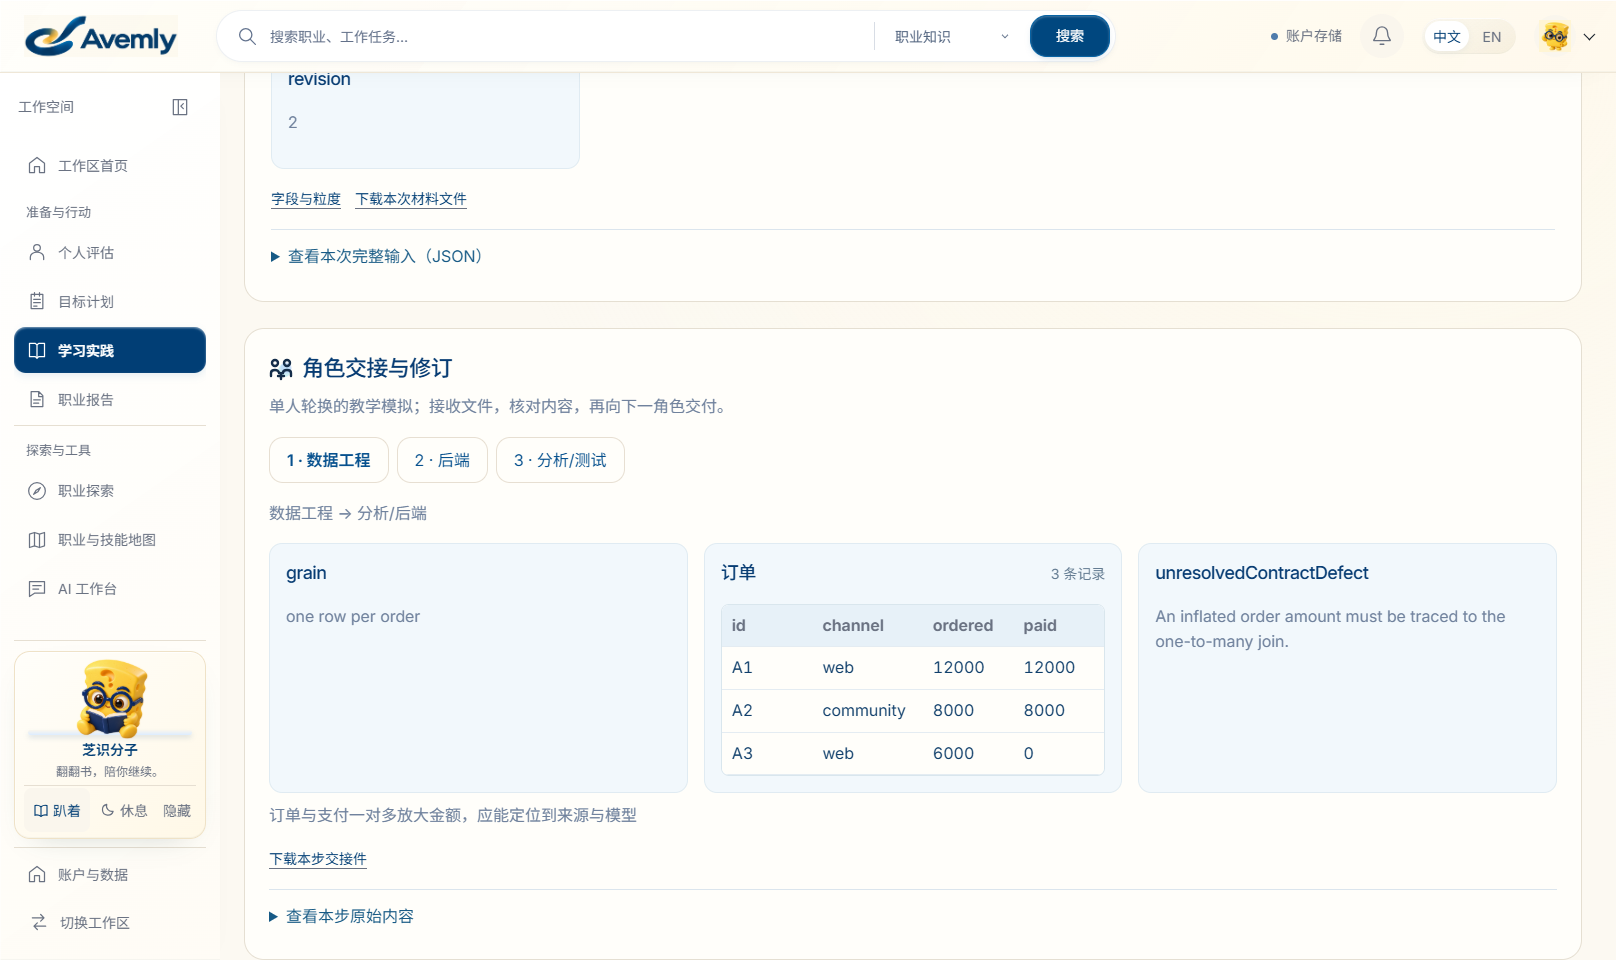 Avemly
搜索职业、工作任务...
职业知识
搜索
账户存储
中文
EN
工作空间
工作区首页
准备与行动
个人评估
目标计划
学习实践
职业报告
探索与工具
职业探索
职业与技能地图
AI 工作台
芝识分子
翻翻书，陪你继续。
趴着
休息
隐藏
账户与数据
切换工作区
revision
2
字段与粒度
下载本次材料文件
查看本次完整输入（JSON）
角色交接与修订
单人轮换的教学模拟；接收文件，核对内容，再向下一角色交付。
1 · 数据工程
2 · 后端
3 · 分析/测试
数据工程 → 分析/后端
grain
one row per order
订单
3 条记录
id channel ordered paid
A1 web 12000 12000
A2 community 8000 8000
A3 web 6000 0
unresolvedContractDefect
An inflated order amount must be traced to the
one-to-many join.
订单与支付一对多放大金额，应能定位到来源与模型
下载本步交接件
查看本步原始内容